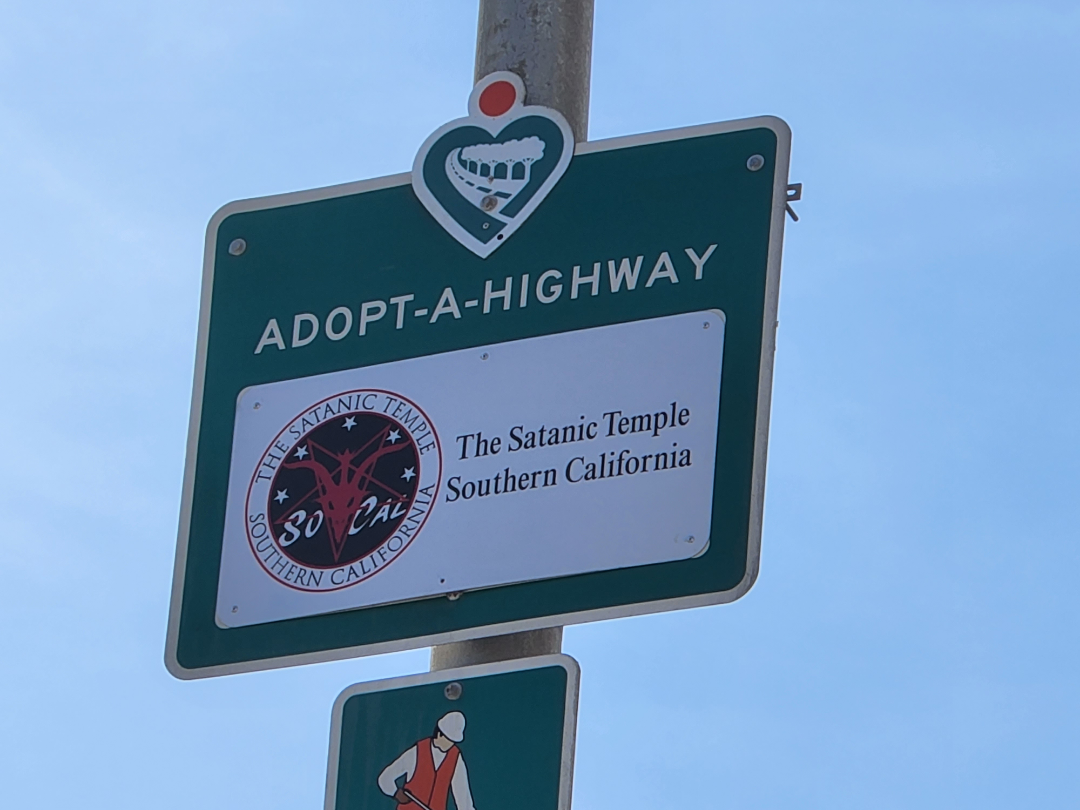 ADOPT-A-HIGHWAY
THE SATANIC TEMPLE
SO CAL
SOUTHERN CALIFORNIA
The Satanic Temple
Southern California